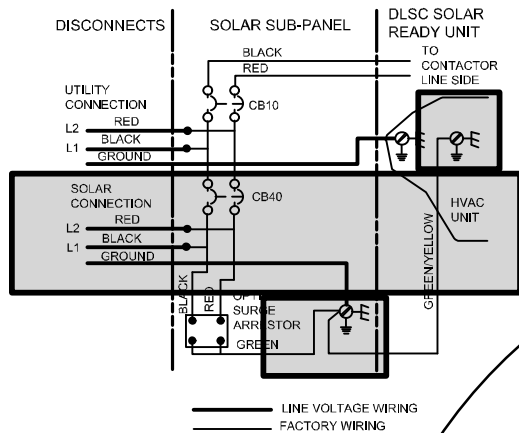 DISCONNECTS
SOLAR SUB-PANEL
DLSC SOLAR
READY UNIT
BLACK
RED
TO
CONTACTOR
LINE SIDE
UTILITY
CONNECTION
CB10
L2
RED
L1
BLACK
GROUND
SOLAR
CONNECTION
CB40
HVAC
UNIT
L2
RED
L1
BLACK
GROUND
BLACK
RED
GREEN/YELLOW
SURGE
ARRESTOR
GREEN
LINE VOLTAGE WIRING
FACTORY WIRING